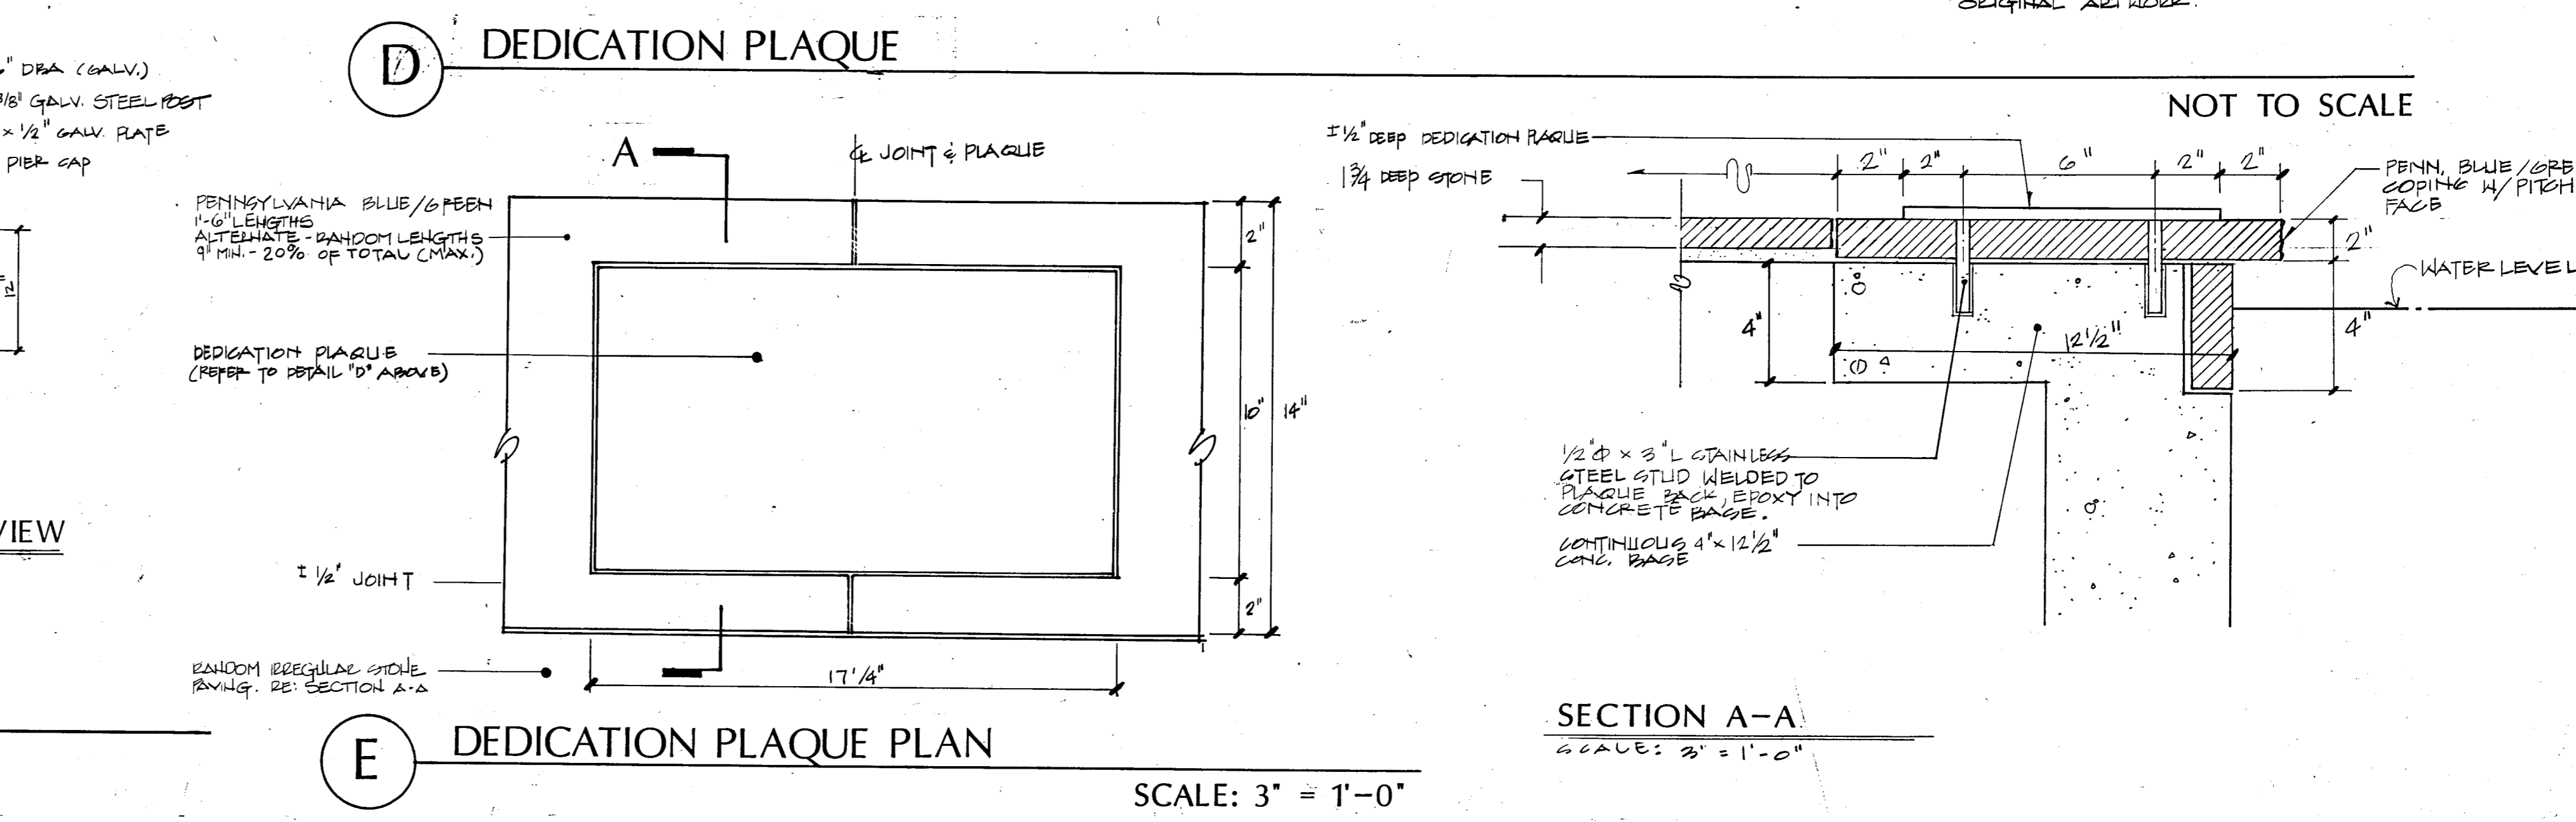 ORIGINAL ARTWORK.
D
DEDICATION PLAQUE
NOT TO SCALE
6" DBA (GALV.)
3/8" GALV. STEEL POST
x 1/2" GALV. PLATE
PIER CAP
12"
VIEW
A
℄ JOINT & PLAQUE
PENNSYLVANIA BLUE/GREEN
1'-6" LENGTHS
ALTERNATE - RANDOM LENGTHS
9" MIN. - 20% OF TOTAL (MAX.)
DEDICATION PLAQUE
(REFER TO DETAIL "D" ABOVE)
± 1/2" JOINT
RANDOM IRREGULAR STONE
PAVING. RE: SECTION A-A
2"
10"
14"
2"
17 1/4"
E
DEDICATION PLAQUE PLAN
SCALE: 3" = 1'-0"
± 1/2" DEEP DEDICATION PLAQUE
1 3/4 DEEP STONE
2"
2"
6"
2"
2"
PENN. BLUE/GRE
COPING W/ PITCH
FACE
2"
WATER LEVEL
4"
4"
12 1/2"
1/2" Φ x 3" L STAINLESS
STEEL STUD WELDED TO
PLAQUE BACK, EPOXY INTO
CONCRETE BASE.
CONTINUOUS 4" x 12 1/2"
CONC. BASE
SECTION A-A
SCALE: 3" = 1'-0"